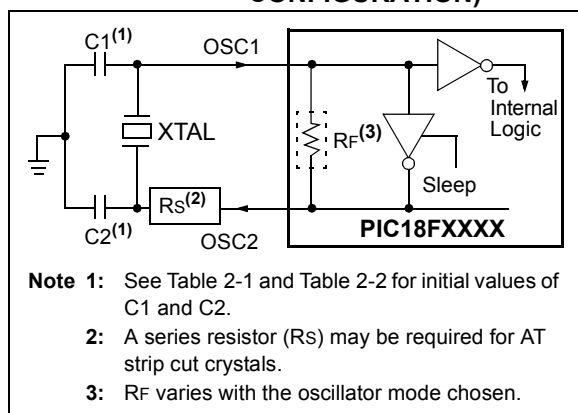 CONFIGURATION)
C1(1)
OSC1
To
Internal
Logic
XTAL
RF(3)
Sleep
RS(2)
C2(1)
OSC2
PIC18FXXXX
Note 1: See Table 2-1 and Table 2-2 for initial values of
C1 and C2.
2: A series resistor (RS) may be required for AT
strip cut crystals.
3: RF varies with the oscillator mode chosen.